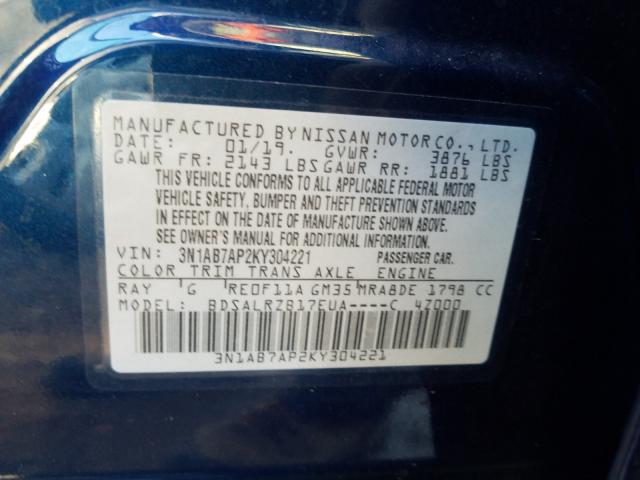 MANUFACTURED BY NISSAN MOTOR CO., LTD.
DATE: 01/19. GVWR: 3876 LBS
GAWR FR: 2143 LBS GAWR RR: 1881 LBS
THIS VEHICLE CONFORMS TO ALL APPLICABLE FEDERAL MOTOR
VEHICLE SAFETY, BUMPER AND THEFT PREVENTION STANDARDS
IN EFFECT ON THE DATE OF MANUFACTURE SHOWN ABOVE.
SEE OWNER'S MANUAL FOR ADDITIONAL INFORMATION.
VIN: 3N1AB7AP2KY304221 PASSENGER CAR.
COLOR TRIM TRANS AXLE ENGINE
RAY G RE0F11A GM35 MRA8DE 1798 CC
MODEL: BDSALRZB17EUA----C 47000
3N1AB7AP2KY304221